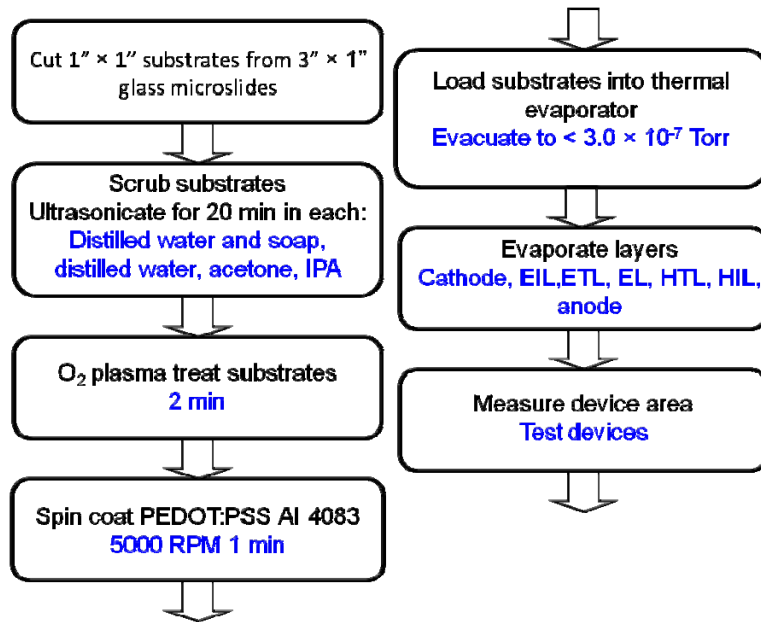 Cut 1” × 1” substrates from 3” × 1”
glass microslides
Scrub substrates
Ultrasonicate for 20 min in each:
Distilled water and soap,
distilled water, acetone, IPA
O₂ plasma treat substrates
2 min
Spin coat PEDOT:PSS AI 4083
5000 RPM 1 min
Load substrates into thermal
evaporator
Evacuate to < 3.0 × 10⁻⁷ Torr
Evaporate layers
Cathode, EIL,ETL, EL, HTL, HIL,
anode
Measure device area
Test devices